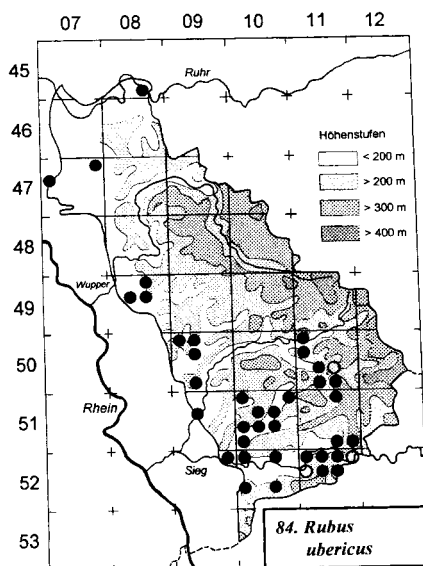 07 08 09 10 11 12
45
Ruhr
46
Höhenstufen
< 200 m
> 200 m
47
> 300 m
> 400 m
48
Wupper
49
50
Rhein
51
Sieg
52
84. Rubus
ubericus
53